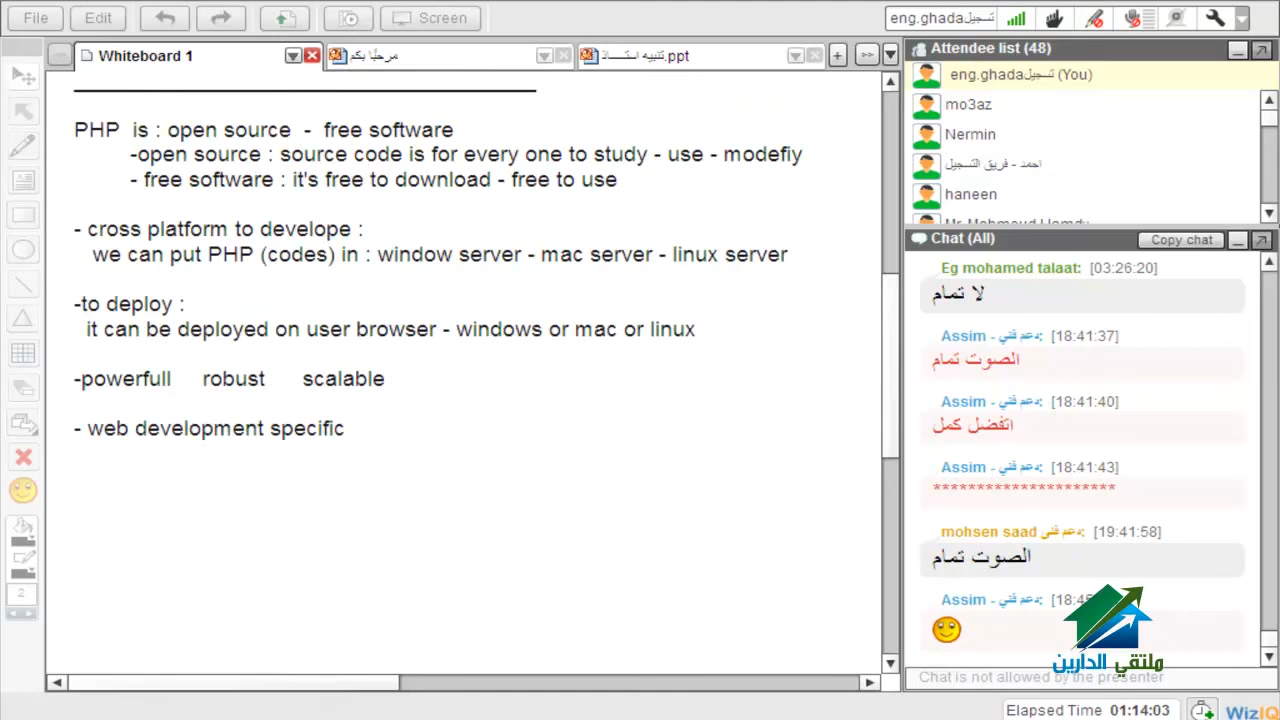 File Edit Screen
eng.ghadaتسجيل
Whiteboard 1
مرحبًا بكم
تنبيه استـــاذ.ppt
PHP is : open source - free software
-open source : source code is for every one to study - use - modefiy
- free software : it's free to download - free to use
- cross platform to develope :
we can put PHP (codes) in : window server - mac server - linux server
-to deploy :
it can be deployed on user browser - windows or mac or linux
-powerfull robust scalable
- web development specific
2
Attendee list (48)
eng.ghadaتسجيل (You)
mo3az
Nermin
احمد - فريق التسجيل
haneen
Mr.Mahmoud Hamdy
Chat (All)
Copy chat
Eg mohamed talaat: [03:26:20]
لا تمام
Assim - دعم فني: [18:41:37]
الصوت تمام
Assim - دعم فني: [18:41:40]
اتفضل كمل
Assim - دعم فني: [18:41:43]
*********************
mohsen saad دعم فنى: [19:41:58]
الصوت تمام
Assim - دعم فني:
ملتقي الدارين
Chat is not allowed by the presenter
Elapsed Time 01:14:03
WizIQ